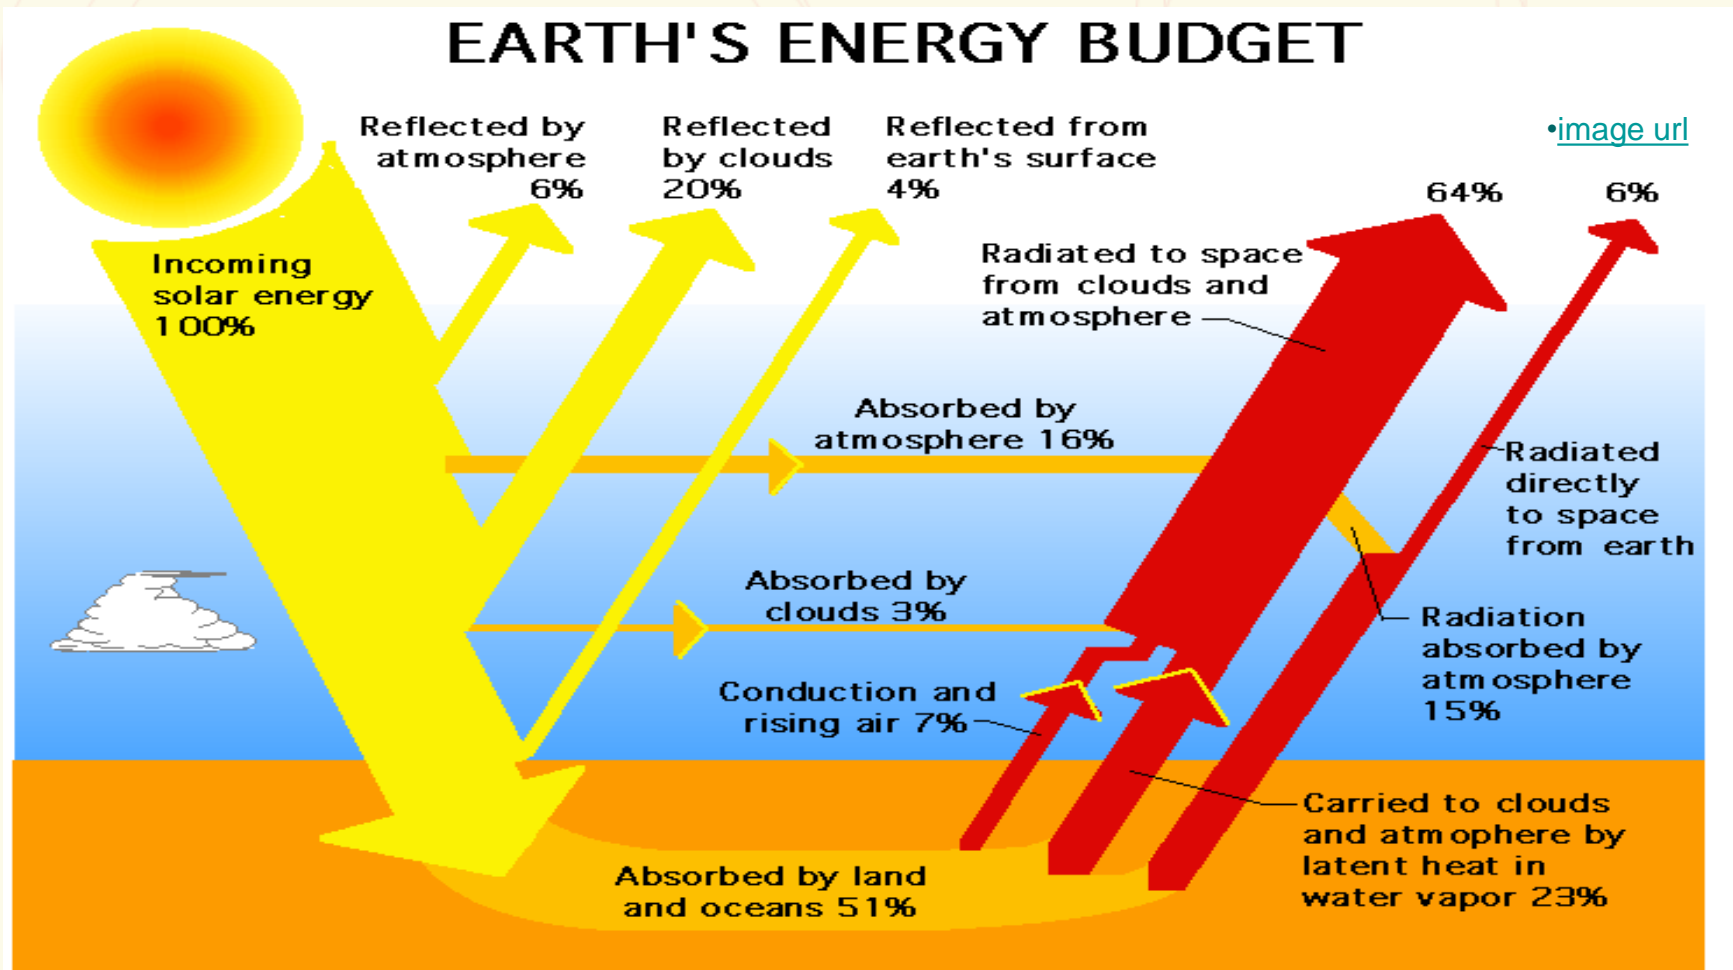 EARTH'S ENERGY BUDGET
•image url
Reflected by
atmosphere
6%
Reflected
by clouds
20%
Reflected from
earth's surface
4%
64%
6%
Incoming
solar energy
100%
Radiated to space
from clouds and
atmosphere
Absorbed by
atmosphere 16%
Radiated
directly
to space
from earth
Absorbed by
clouds 3%
Radiation
absorbed by
atmosphere
15%
Conduction and
rising air 7%
Carried to clouds
and atmophere by
latent heat in
water vapor 23%
Absorbed by land
and oceans 51%